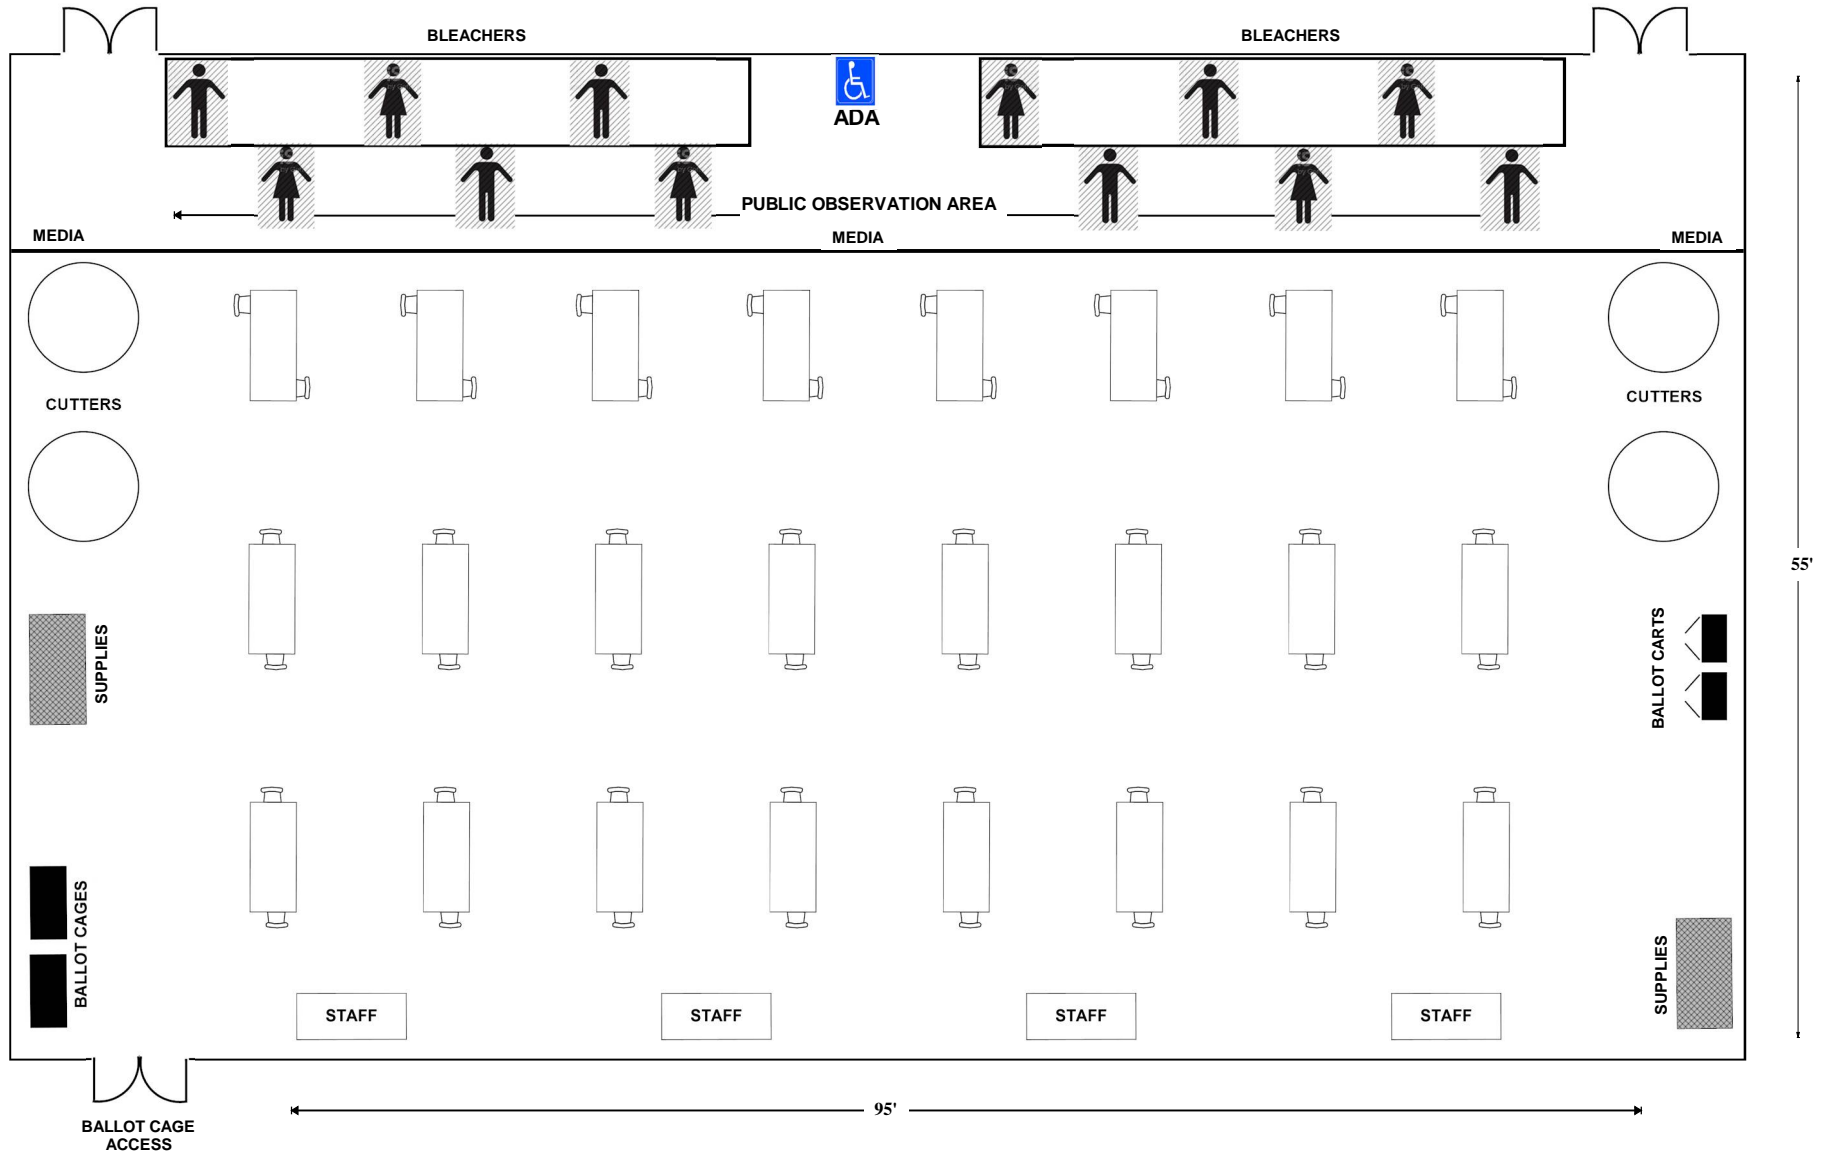 BLEACHERS
BLEACHERS
ADA
PUBLIC OBSERVATION AREA
MEDIA
MEDIA
MEDIA
CUTTERS
CUTTERS
55'
SUPPLIES
BALLOT CARTS
BALLOT CAGES
SUPPLIES
STAFF
STAFF
STAFF
STAFF
95'
BALLOT CAGE
ACCESS